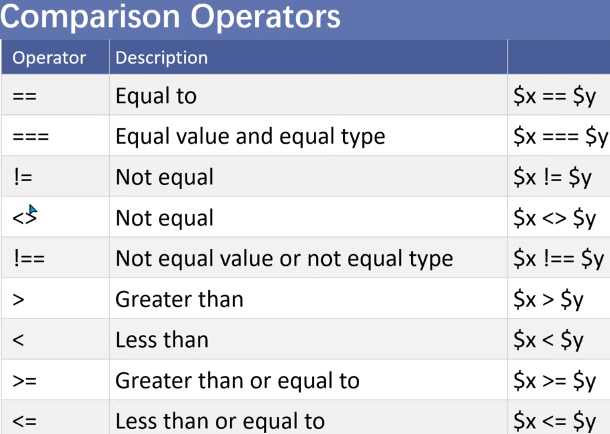 Comparison Operators
Operator Description
== Equal to $x == $y
=== Equal value and equal type $x === $y
!= Not equal $x != $y
<> Not equal $x <> $y
!== Not equal value or not equal type $x !== $y
> Greater than $x > $y
< Less than $x < $y
>= Greater than or equal to $x >= $y
<= Less than or equal to $x <= $y